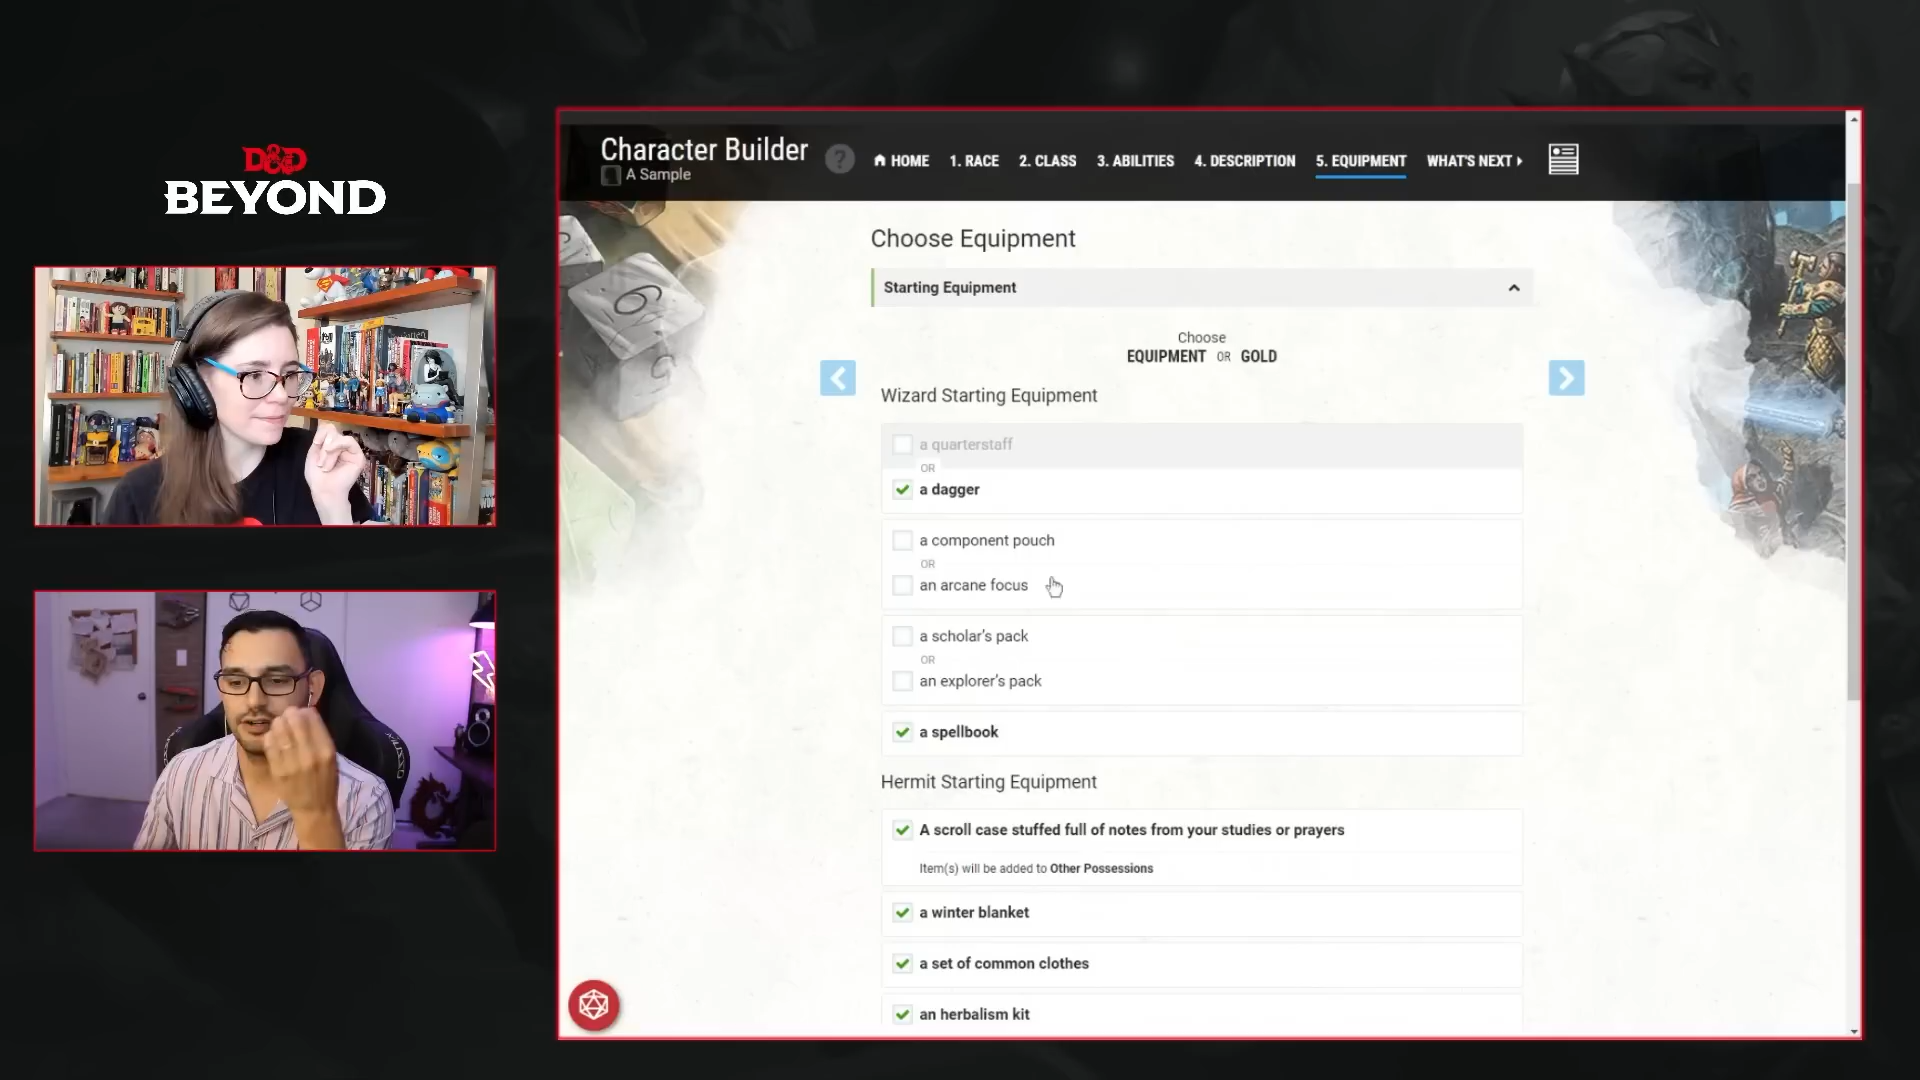 D&D
BEYOND
Character Builder
A Sample
?
HOME
1. RACE
2. CLASS
3. ABILITIES
4. DESCRIPTION
5. EQUIPMENT
WHAT'S NEXT
Choose Equipment
Starting Equipment
Choose
EQUIPMENT OR GOLD
Wizard Starting Equipment
a quarterstaff
OR
a dagger
a component pouch
OR
an arcane focus
a scholar's pack
OR
an explorer's pack
a spellbook
Hermit Starting Equipment
A scroll case stuffed full of notes from your studies or prayers
Item(s) will be added to Other Possessions
a winter blanket
a set of common clothes
an herbalism kit